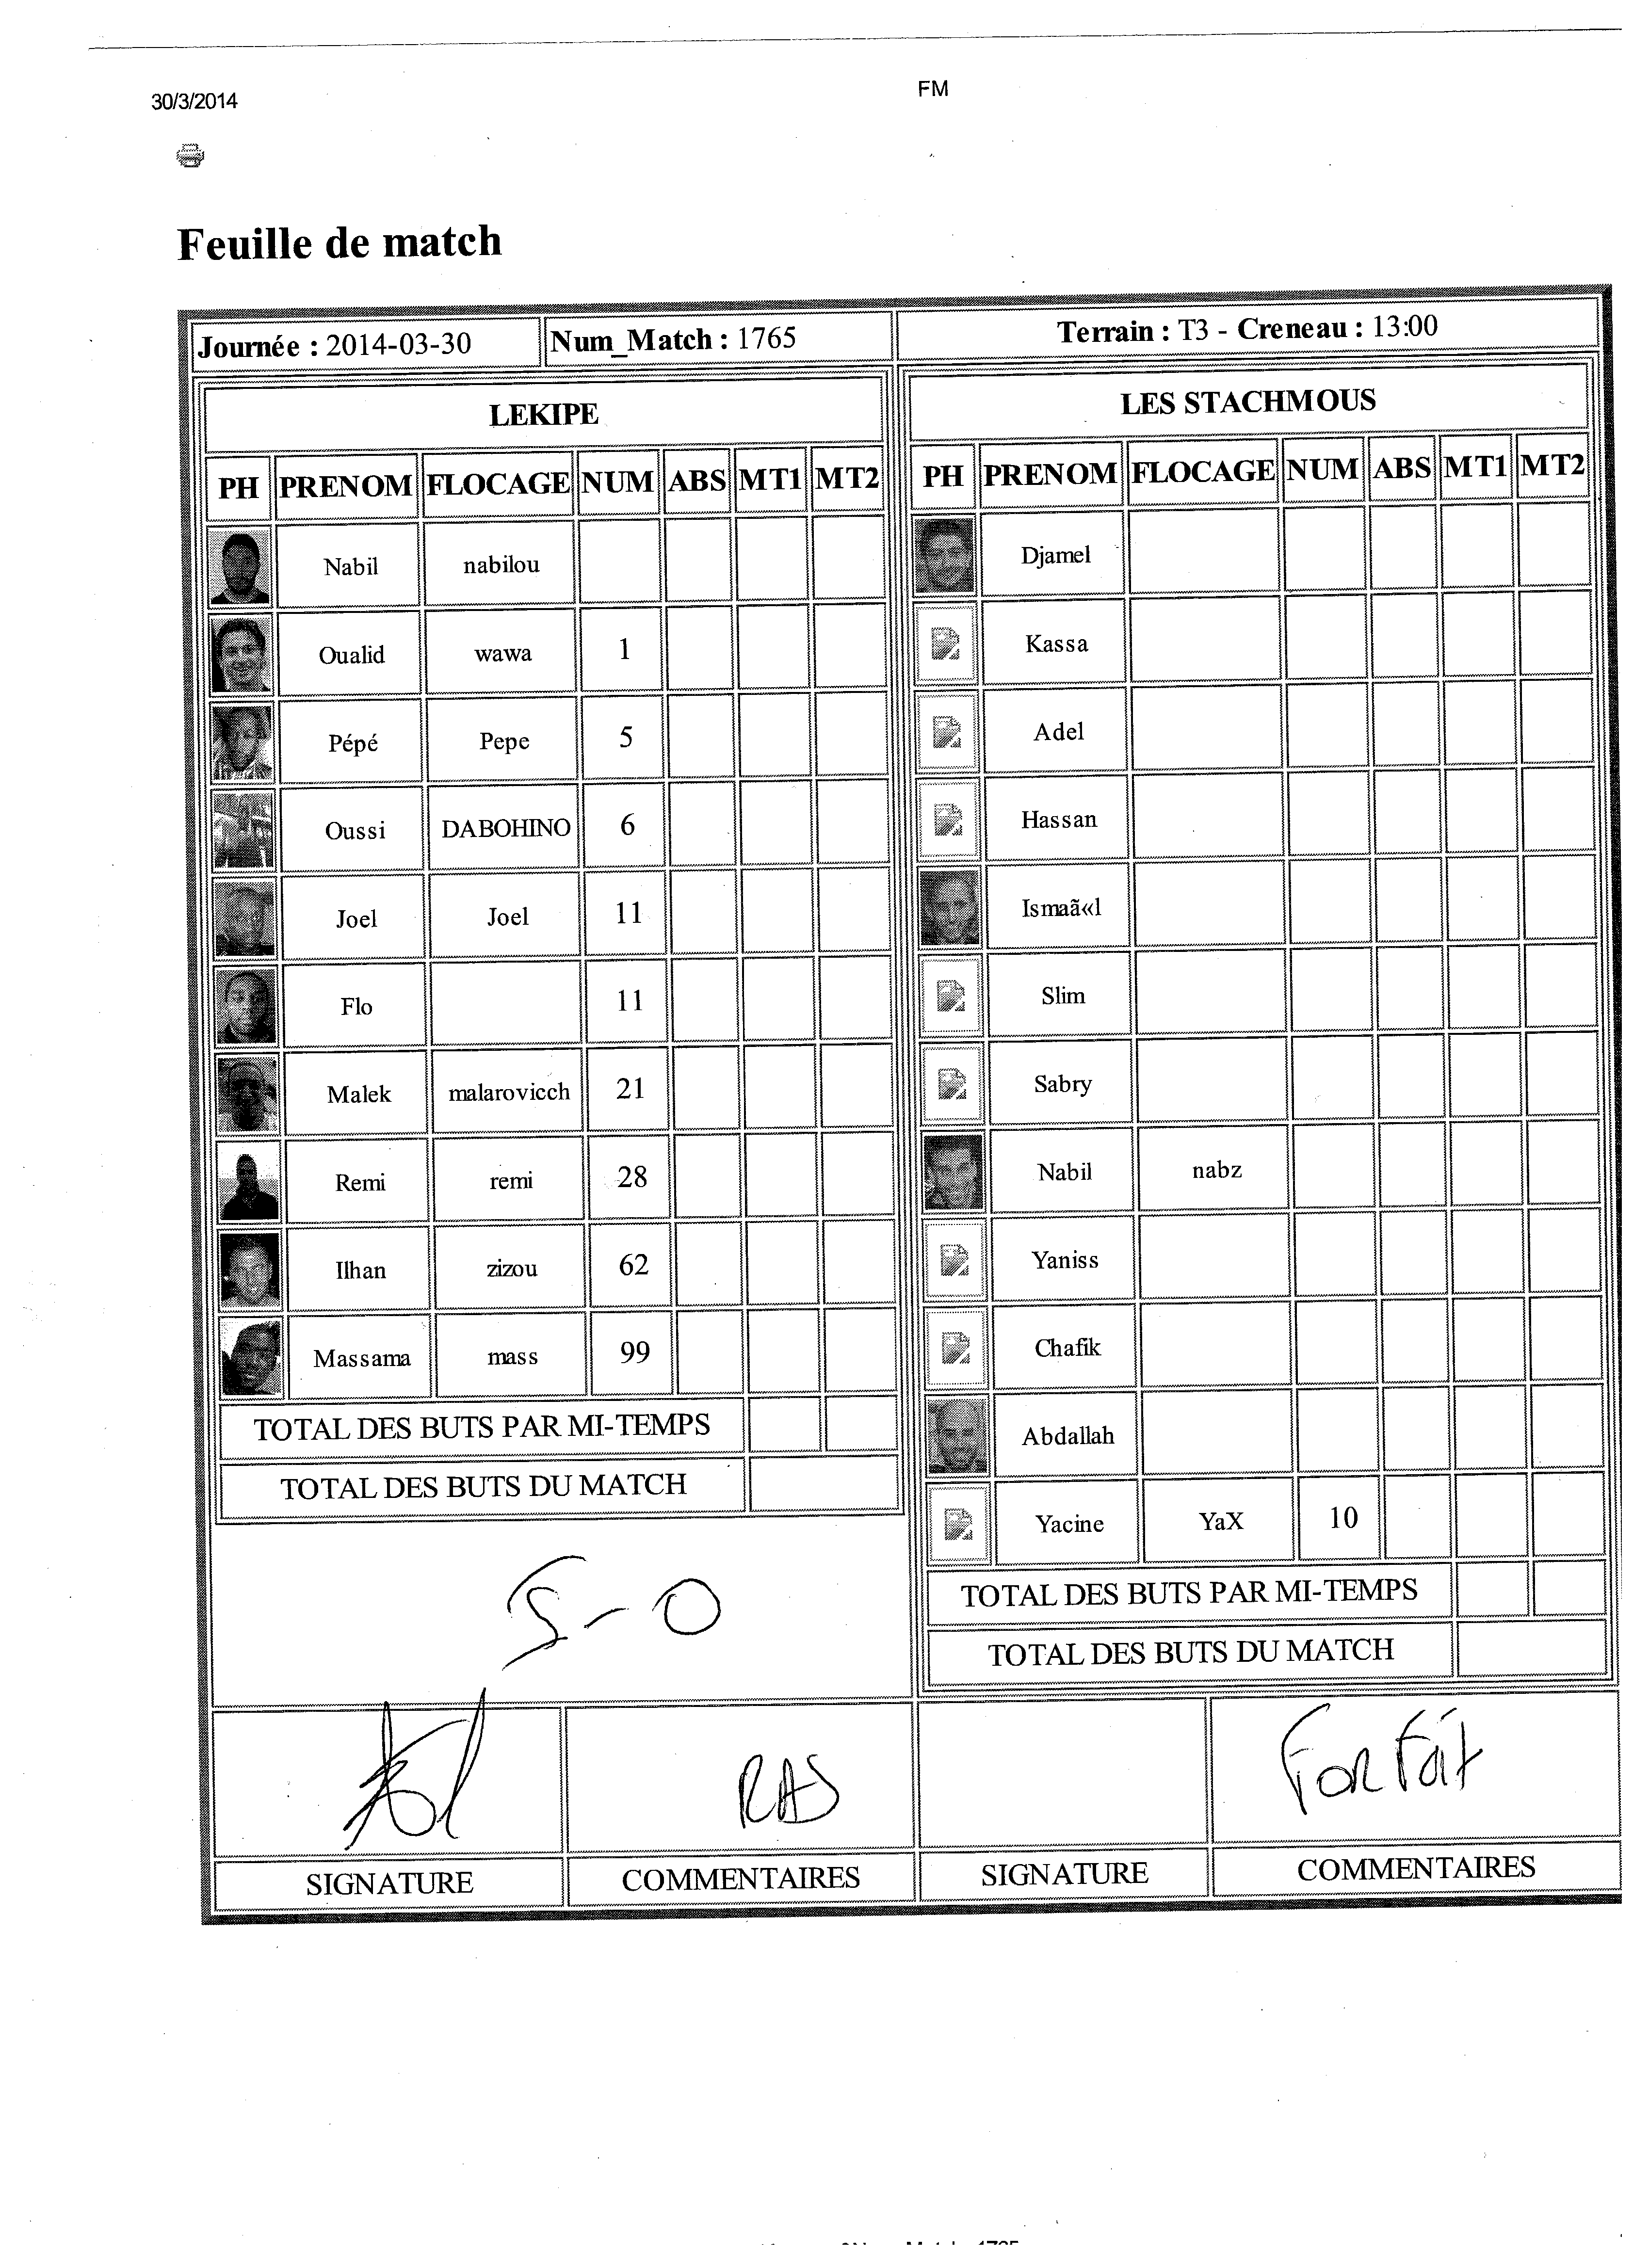 30/3/2014
FM
Feuille de match
Journée : 2014-03-30
Num_Match : 1765
Terrain : T3 - Creneau : 13:00
LEKIPE
PH PRENOM FLOCAGE NUM ABS MT1 MT2
Nabil nabilou
Oualid wawa 1
Pépé Pepe 5
Oussi DABOHINO 6
Joel Joel 11
Flo 11
Malek malarovicch 21
Remi remi 28
Ilhan zizou 62
Massama mass 99
TOTAL DES BUTS PAR MI-TEMPS
TOTAL DES BUTS DU MATCH
5-0
LES STACHMOUS
PH PRENOM FLOCAGE NUM ABS MT1 MT2
Djamel
Kassa
Adel
Hassan
Ismaã«l
Slim
Sabry
Nabil nabz
Yaniss
Chafik
Abdallah
Yacine YaX 10
TOTAL DES BUTS PAR MI-TEMPS
TOTAL DES BUTS DU MATCH
RAS
Forfait
SIGNATURE COMMENTAIRES SIGNATURE COMMENTAIRES